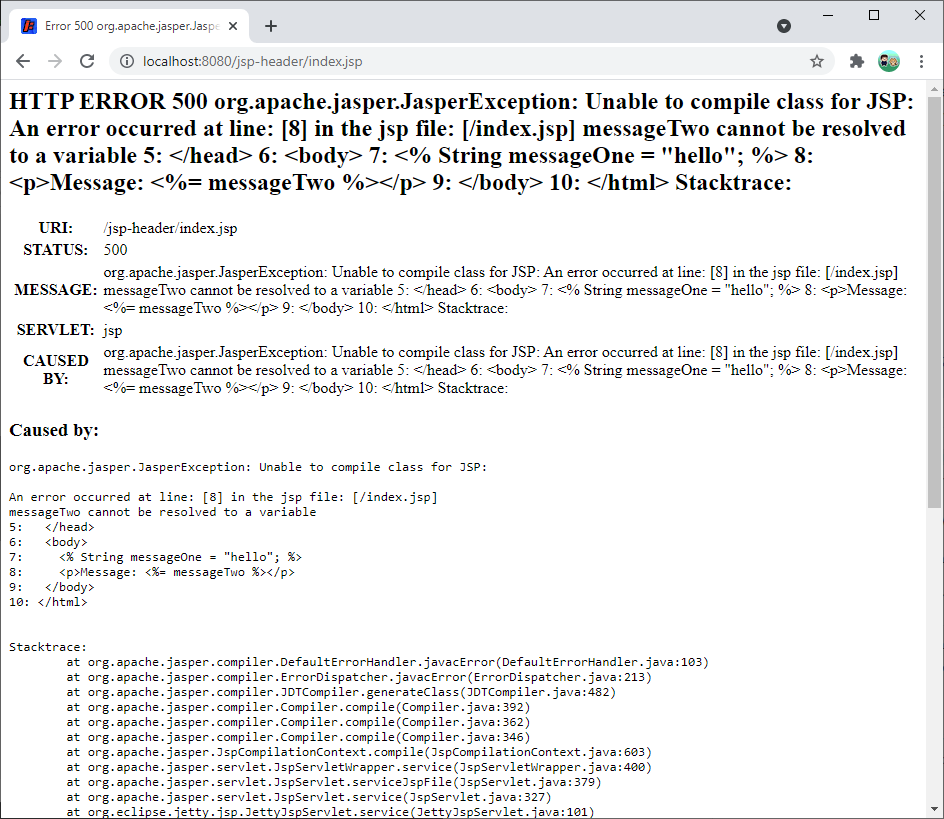 Error 500 org.apache.jasper.Jaspe
localhost:8080/jsp-header/index.jsp
HTTP ERROR 500 org.apache.jasper.JasperException: Unable to compile class for JSP:
An error occurred at line: [8] in the jsp file: [/index.jsp] messageTwo cannot be resolved
to a variable 5: </head> 6: <body> 7: <% String messageOne = "hello"; %> 8:
<p>Message: <%= messageTwo %></p> 9: </body> 10: </html> Stacktrace:
URI: /jsp-header/index.jsp
STATUS: 500
MESSAGE: org.apache.jasper.JasperException: Unable to compile class for JSP: An error occurred at line: [8] in the jsp file: [/index.jsp]
messageTwo cannot be resolved to a variable 5: </head> 6: <body> 7: <% String messageOne = "hello"; %> 8: <p>Message:
<%= messageTwo %></p> 9: </body> 10: </html> Stacktrace:
SERVLET: jsp
CAUSED BY: org.apache.jasper.JasperException: Unable to compile class for JSP: An error occurred at line: [8] in the jsp file: [/index.jsp]
messageTwo cannot be resolved to a variable 5: </head> 6: <body> 7: <% String messageOne = "hello"; %> 8: <p>Message:
<%= messageTwo %></p> 9: </body> 10: </html> Stacktrace:
Caused by:
org.apache.jasper.JasperException: Unable to compile class for JSP:
An error occurred at line: [8] in the jsp file: [/index.jsp]
messageTwo cannot be resolved to a variable
5:   </head>
6:   <body>
7:     <% String messageOne = "hello"; %>
8:     <p>Message: <%= messageTwo %></p>
9:   </body>
10: </html>
Stacktrace:
at org.apache.jasper.compiler.DefaultErrorHandler.javacError(DefaultErrorHandler.java:103)
at org.apache.jasper.compiler.ErrorDispatcher.javacError(ErrorDispatcher.java:213)
at org.apache.jasper.compiler.JDTCompiler.generateClass(JDTCompiler.java:482)
at org.apache.jasper.compiler.Compiler.compile(Compiler.java:392)
at org.apache.jasper.compiler.Compiler.compile(Compiler.java:362)
at org.apache.jasper.compiler.Compiler.compile(Compiler.java:346)
at org.apache.jasper.JspCompilationContext.compile(JspCompilationContext.java:603)
at org.apache.jasper.servlet.JspServletWrapper.service(JspServletWrapper.java:400)
at org.apache.jasper.servlet.JspServlet.serviceJspFile(JspServlet.java:379)
at org.apache.jasper.servlet.JspServlet.service(JspServlet.java:327)
at org.eclipse.jetty.jsp.JettyJspServlet.service(JettyJspServlet.java:101)